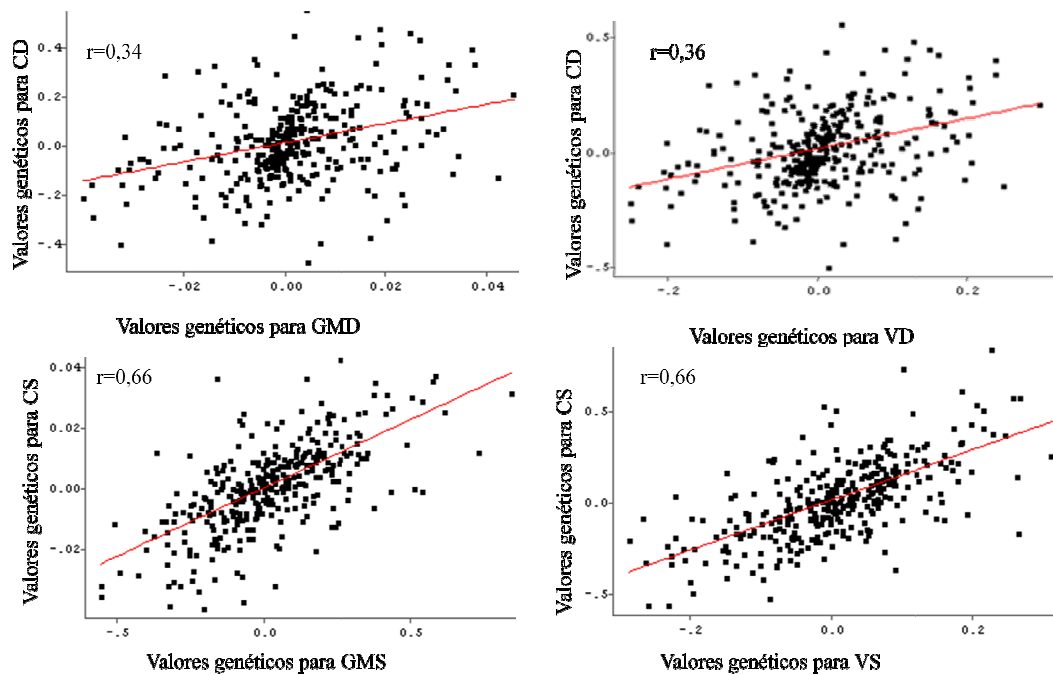 r=0,34
Valores genéticos para CD
0.4
0.2
0.0
-.2
-.4
-.02
0.00
0.02
0.04
Valores genéticos para GMD
r=0,36
Valores genéticos para CD
0.5
0.0
-.5
-.2
0.0
0.2
Valores genéticos para VD
r=0,66
Valores genéticos para CS
0.04
0.02
0.00
-.02
-.5
0.0
0.5
Valores genéticos para GMS
r=0,66
Valores genéticos para CS
0.5
0.0
-.5
-.2
0.0
0.2
Valores genéticos para VS